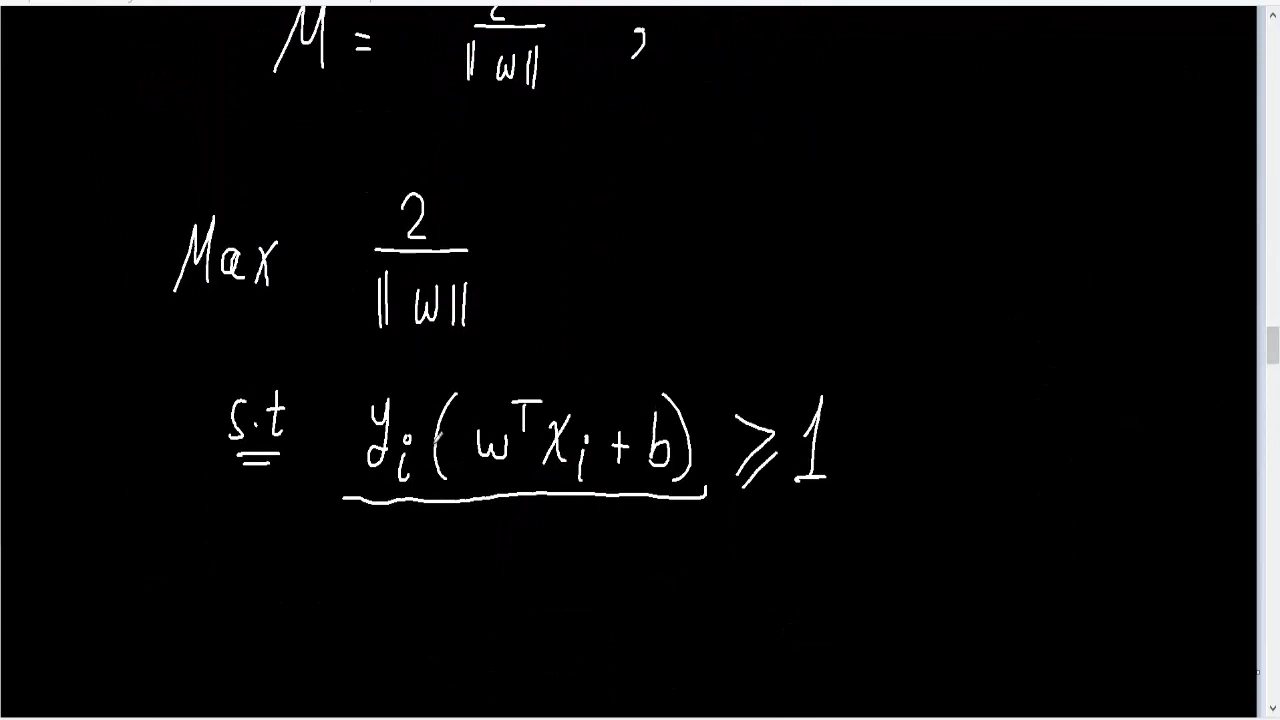 M = 2 / ‖w‖ ,
Max 2 / ‖w‖
s.t yᵢ(wᵀxᵢ + b) ⩾ 1